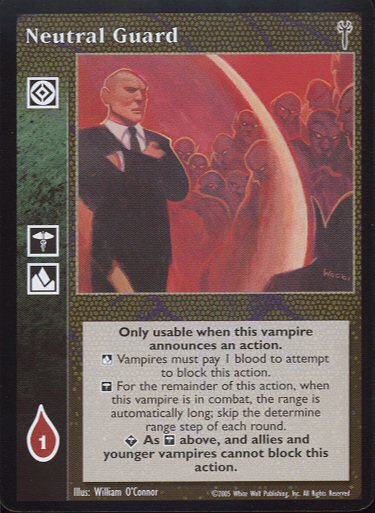 Neutral Guard
Wocci
Only usable when this vampire
announces an action.
Vampires must pay 1 blood to attempt
to block this action.
For the remainder of this action, when
this vampire is in combat, the range is
automatically long; skip the determine
range step of each round.
As above, and allies and
younger vampires cannot block this
action.
1
Illus: William O'Connor
©2005 White Wolf Publishing, Inc. All Rights Reserved.